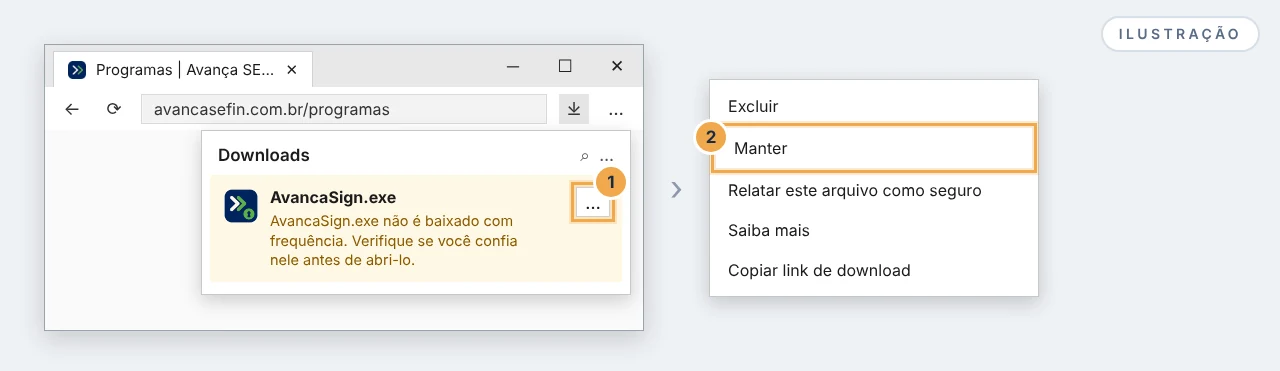 ILUSTRAÇÃO
Programas | Avança SE...
avancasefin.com.br/programas
...
Downloads
...
AvancaSign.exe
AvancaSign.exe não é baixado com
frequência. Verifique se você confia
nele antes de abri-lo.
1
...
Excluir
2
Manter
Relatar este arquivo como seguro
Saiba mais
Copiar link de download